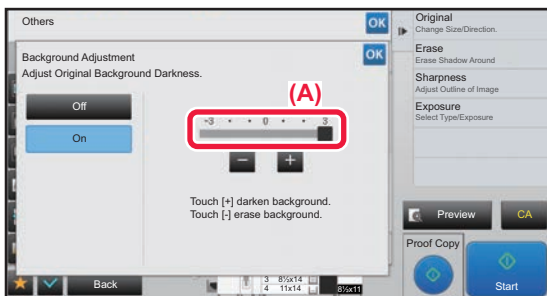 Others
OK
Background Adjustment
OK
Adjust Original Background Darkness.
Off
On
(A)
-3 • • 0 • • 3
-
+
Touch [+] darken background.
Touch [-] erase background.
Back
3 8½x14
4 11x14
8½x11
Original
Change Size/Direction.
Erase
Erase Shadow Around
Sharpness
Adjust Outline of Image
Exposure
Select Type/Exposure
Preview
CA
Proof Copy
Start